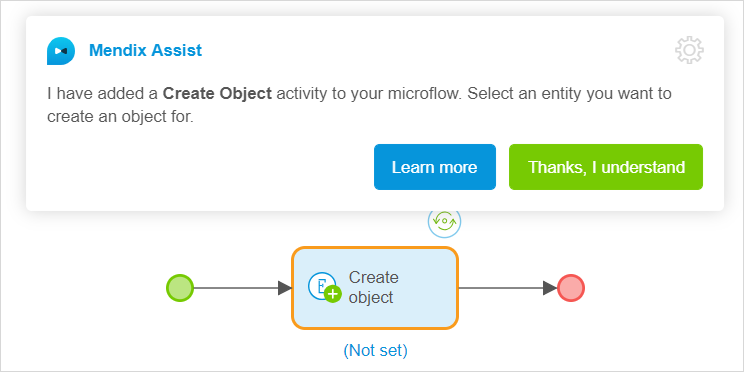 Mendix Assist
I have added a Create Object activity to your microflow. Select an entity you want to
create an object for.
Learn more
Thanks, I understand
E
Create
object
(Not set)